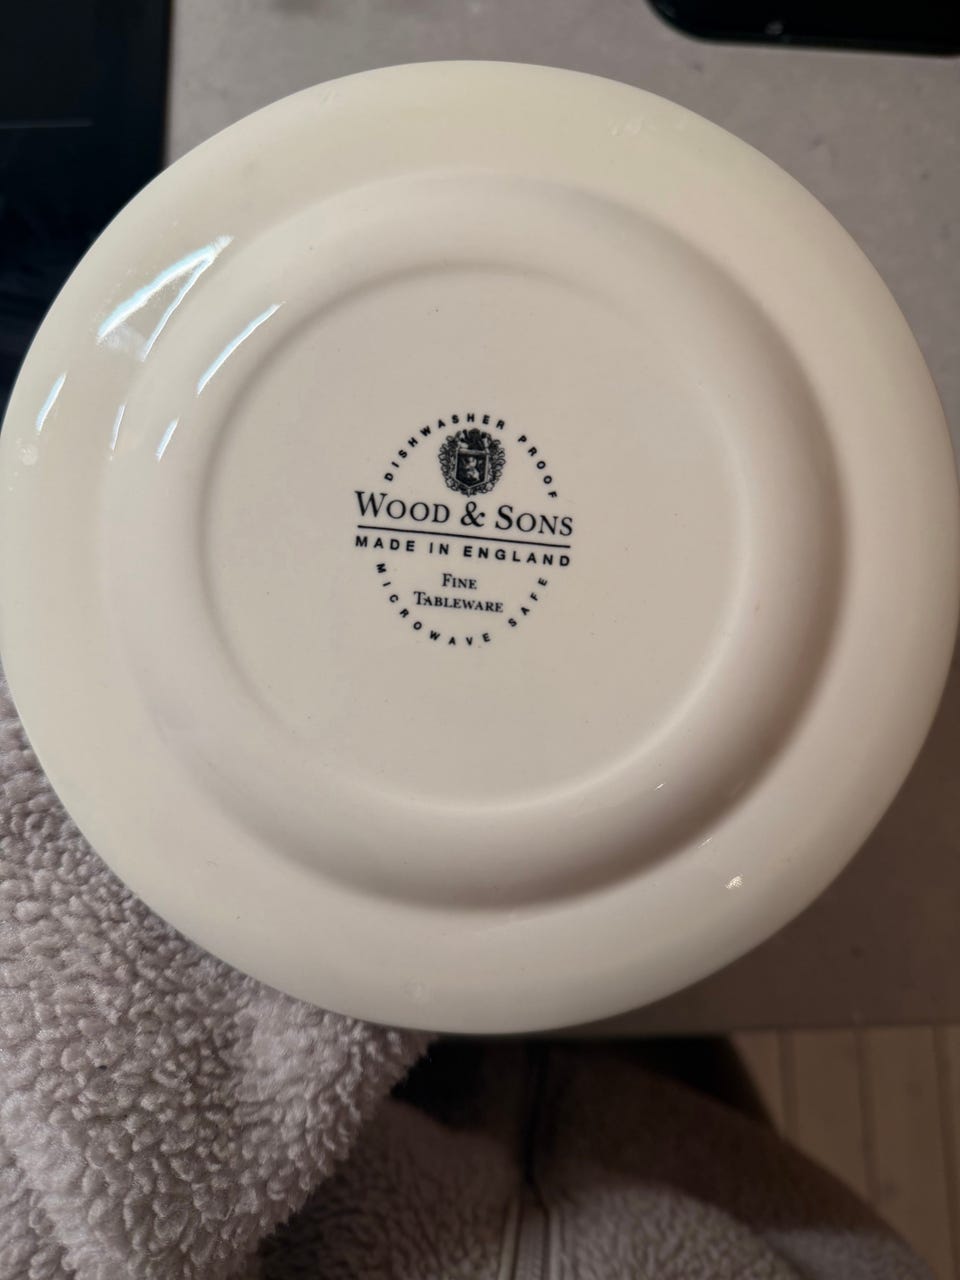 DISHWASHER PROOF
WOOD & SONS
MADE IN ENGLAND
FINE
TABLEWARE
MICROWAVE SAFE